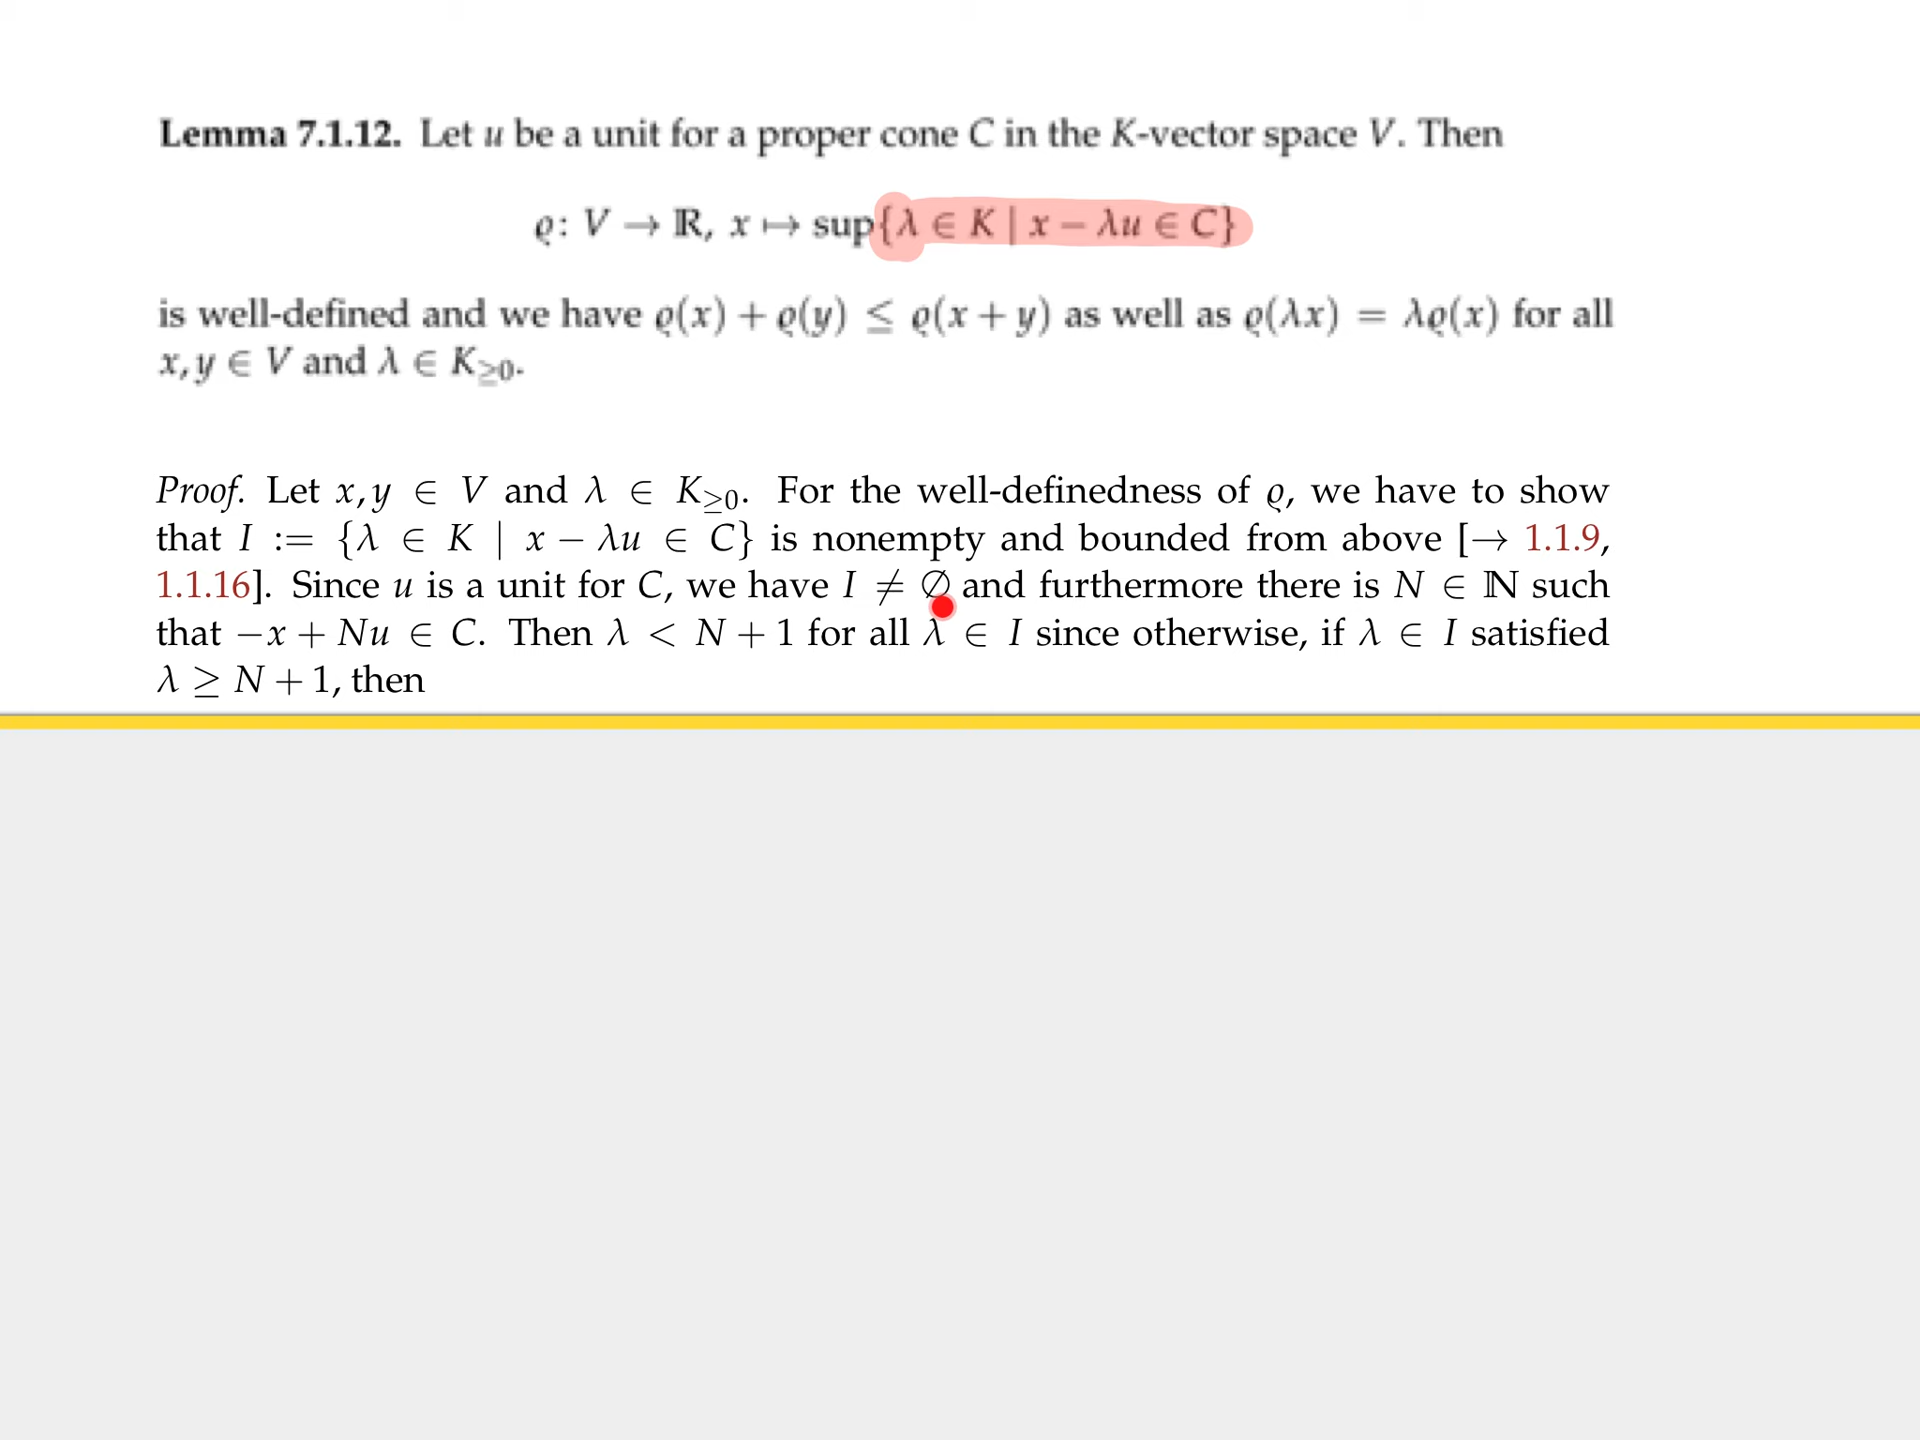 Lemma 7.1.12. Let u be a unit for a proper cone C in the K-vector space V. Then
ϱ: V → ℝ, x ↦ sup{λ ∈ K | x − λu ∈ C}
is well-defined and we have ϱ(x) + ϱ(y) ≤ ϱ(x + y) as well as ϱ(λx) = λϱ(x) for all
x, y ∈ V and λ ∈ K≥0.
Proof. Let x, y ∈ V and λ ∈ K≥0. For the well-definedness of ϱ, we have to show
that I := {λ ∈ K | x − λu ∈ C} is nonempty and bounded from above [→ 1.1.9,
1.1.16]. Since u is a unit for C, we have I ≠ ∅ and furthermore there is N ∈ ℕ such
that −x + Nu ∈ C. Then λ < N + 1 for all λ ∈ I since otherwise, if λ ∈ I satisfied
λ ≥ N + 1, then